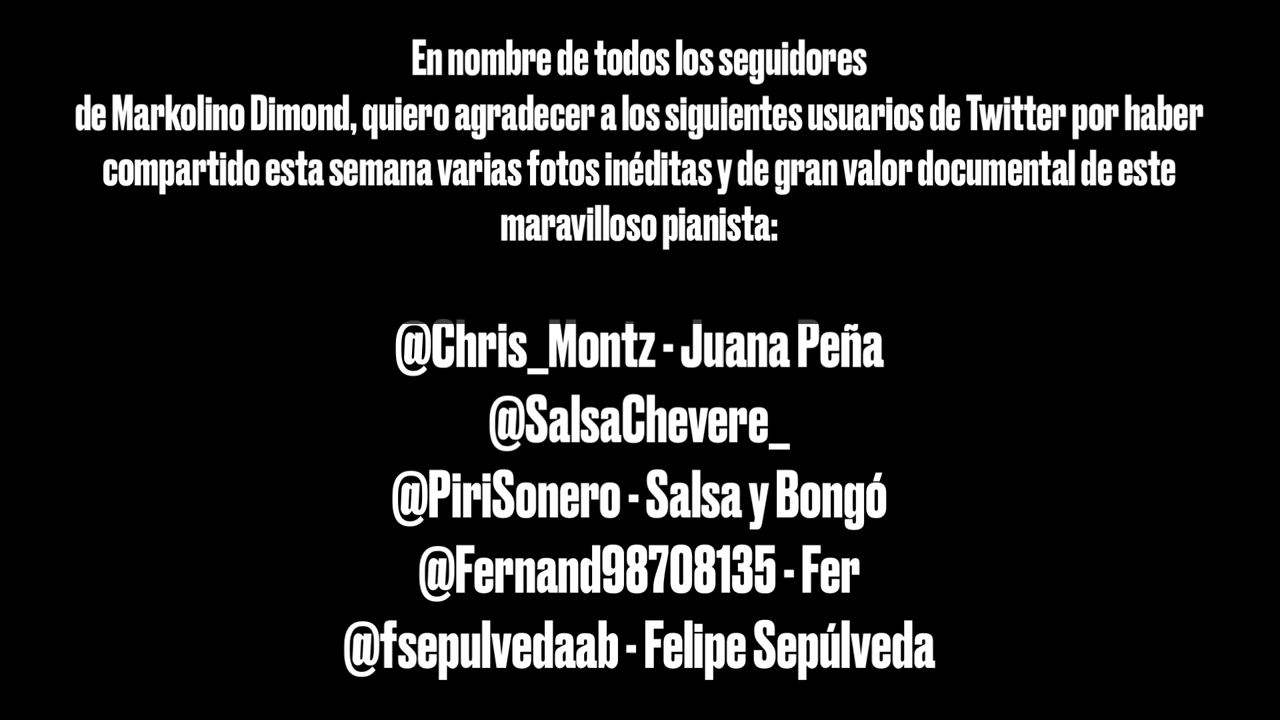 En nombre de todos los seguidores
de Markolino Dimond, quiero agradecer a los siguientes usuarios de Twitter por haber
compartido esta semana varias fotos inéditas y de gran valor documental de este
maravilloso pianista:
@Chris_Montz - Juana Peña
@SalsaChevere_
@PiriSonero - Salsa y Bongó
@Fernand98708135 - Fer
@fsepulvedaab - Felipe Sepúlveda